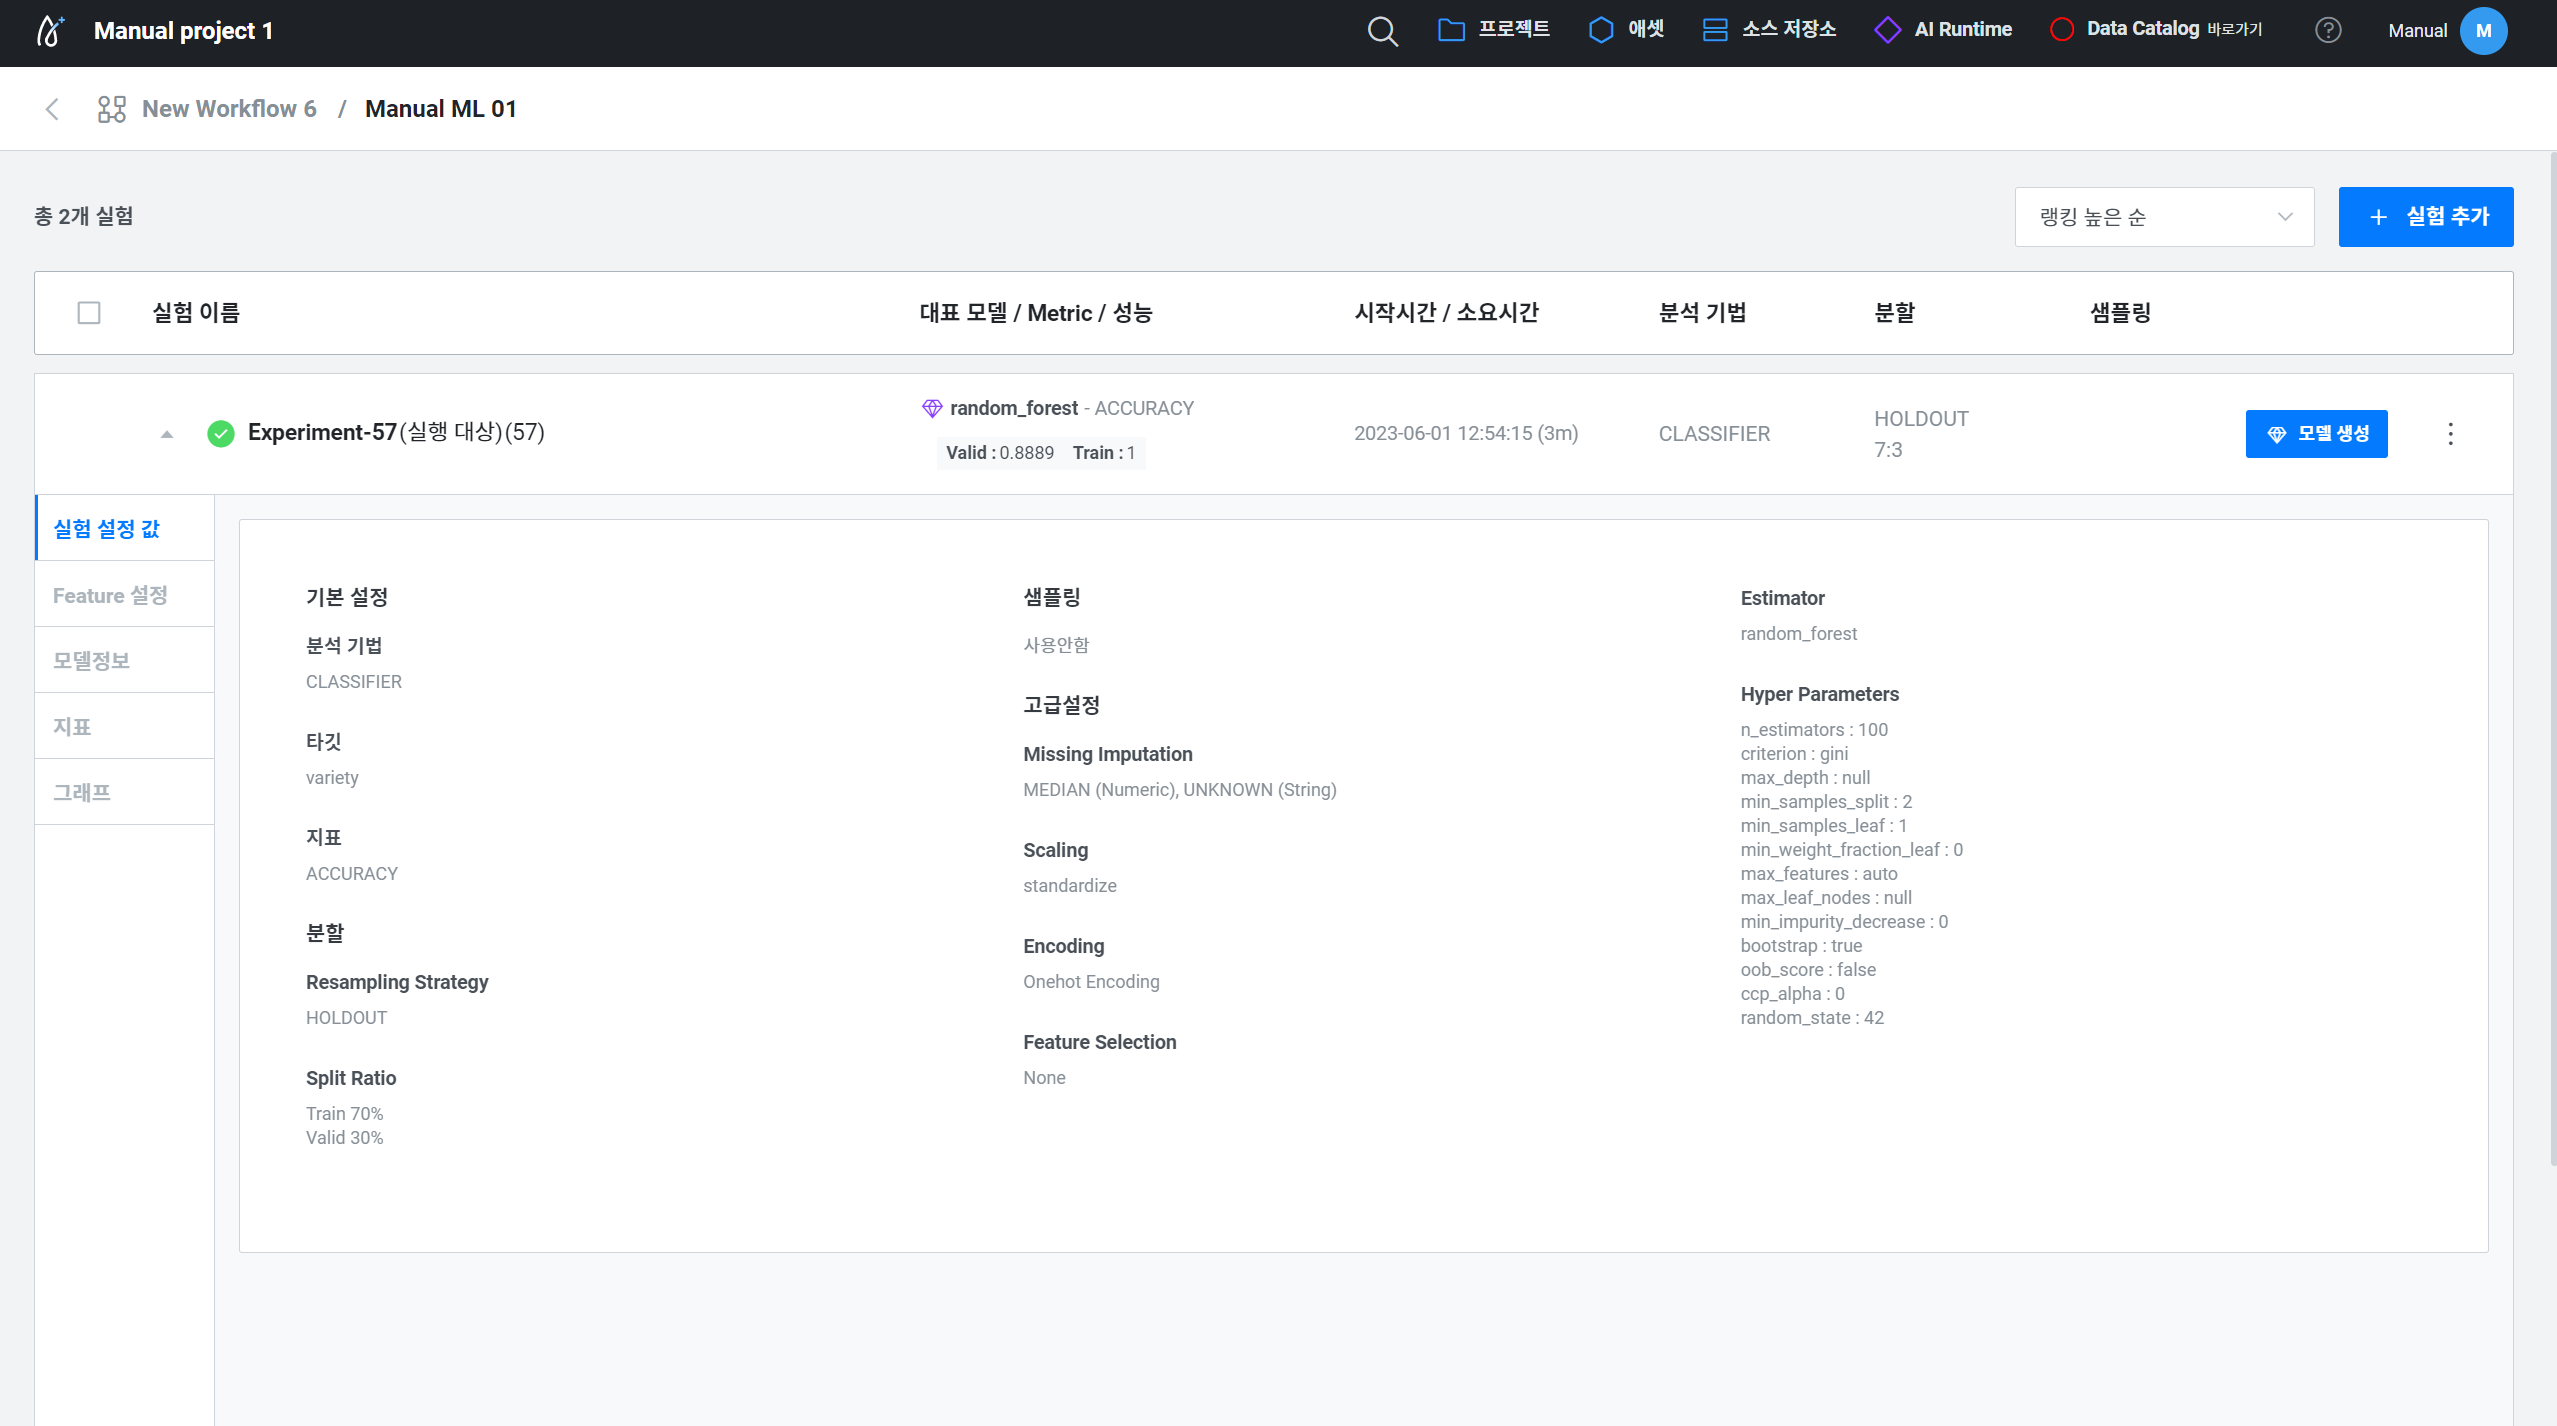 Manual project 1
프로젝트
애셋
소스 저장소
AI Runtime
Data Catalog 바로가기
?
Manual
M
New Workflow 6 / Manual ML 01
총 2개 실험
랭킹 높은 순
+ 실험 추가
실험 이름
대표 모델 / Metric / 성능
시작시간 / 소요시간
분석 기법
분할
샘플링
Experiment-57(실행 대상)(57)
random_forest - ACCURACY
Valid : 0.8889 Train : 1
2023-06-01 12:54:15 (3m)
CLASSIFIER
HOLDOUT
7:3
모델 생성
실험 설정 값
Feature 설정
모델정보
지표
그래프
기본 설정
분석 기법
CLASSIFIER
타깃
variety
지표
ACCURACY
분할
Resampling Strategy
HOLDOUT
Split Ratio
Train 70%
Valid 30%
샘플링
사용안함
고급설정
Missing Imputation
MEDIAN (Numeric), UNKNOWN (String)
Scaling
standardize
Encoding
Onehot Encoding
Feature Selection
None
Estimator
random_forest
Hyper Parameters
n_estimators : 100
criterion : gini
max_depth : null
min_samples_split : 2
min_samples_leaf : 1
min_weight_fraction_leaf : 0
max_features : auto
max_leaf_nodes : null
min_impurity_decrease : 0
bootstrap : true
oob_score : false
ccp_alpha : 0
random_state : 42